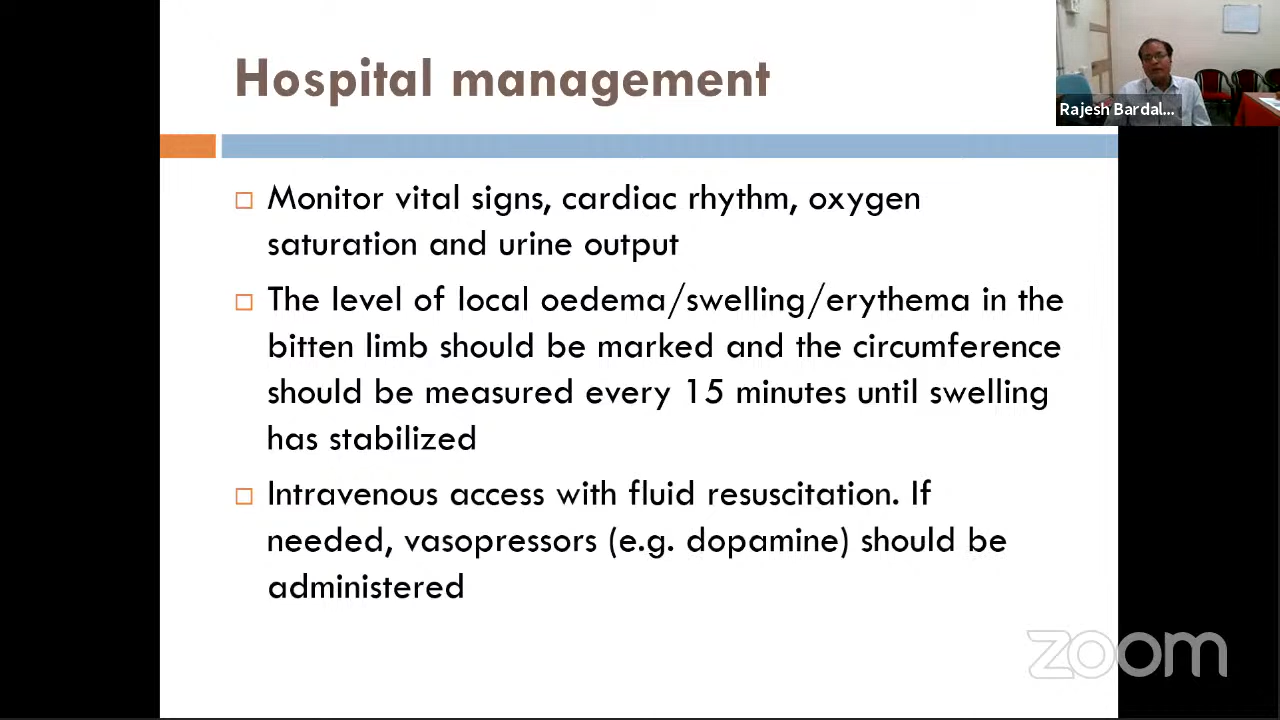 Hospital management
Rajesh Bardal...
Monitor vital signs, cardiac rhythm, oxygen
saturation and urine output
The level of local oedema/swelling/erythema in the
bitten limb should be marked and the circumference
should be measured every 15 minutes until swelling
has stabilized
Intravenous access with fluid resuscitation. If
needed, vasopressors (e.g. dopamine) should be
administered
zoom